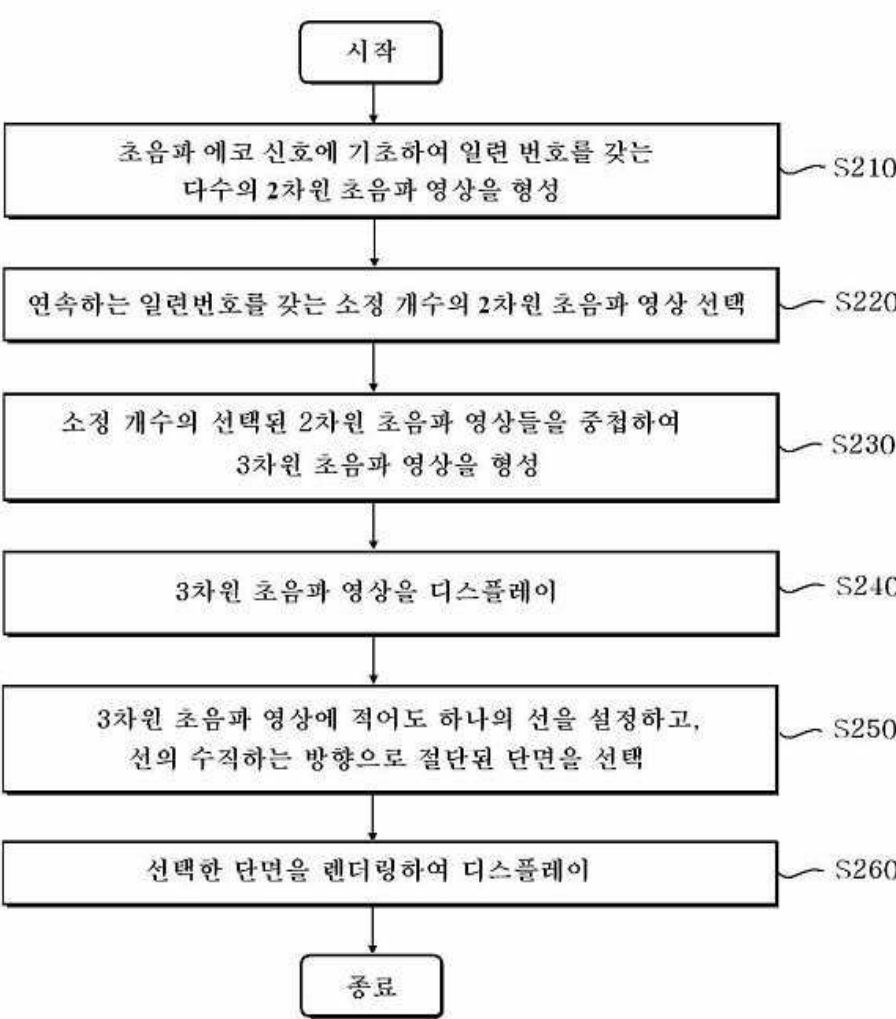 시작
초음파 에코 신호에 기초하여 일련 번호를 갖는
다수의 2차원 초음파 영상을 형성
S210
연속하는 일련번호를 갖는 소정 개수의 2차원 초음파 영상 선택
S220
소정 개수의 선택된 2차원 초음파 영상들을 중첩하여
3차원 초음파 영상을 형성
S230
3차원 초음파 영상을 디스플레이
S240
3차원 초음파 영상에 적어도 하나의 선을 설정하고,
선의 수직하는 방향으로 절단된 단면을 선택
S250
선택한 단면을 렌더링하여 디스플레이
S260
종료